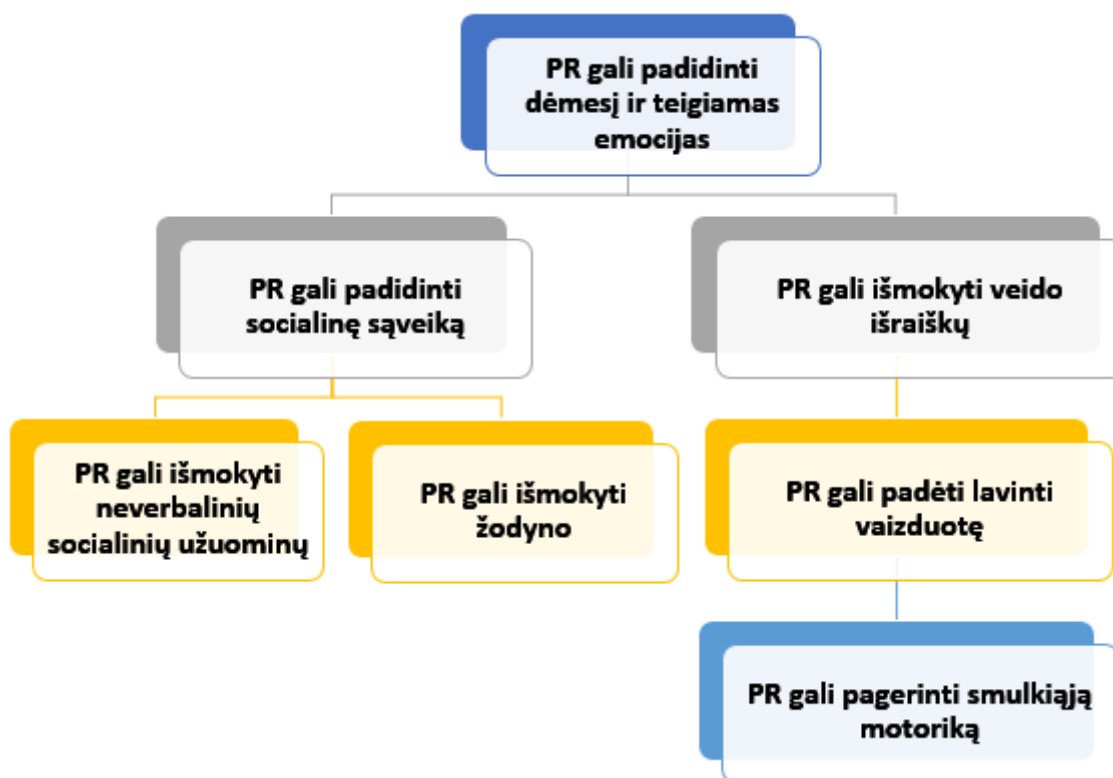 PR gali padidinti
dėmesį ir teigiamas
emocijas
PR gali padidinti
socialinę sąveiką
PR gali išmokyti veido
išraiškų
PR gali išmokyti
neverbalinių
socialinių užuominų
PR gali išmokyti
žodyno
PR gali padėti lavinti
vaizduotę
PR gali pagerinti smulkiąją
motoriką